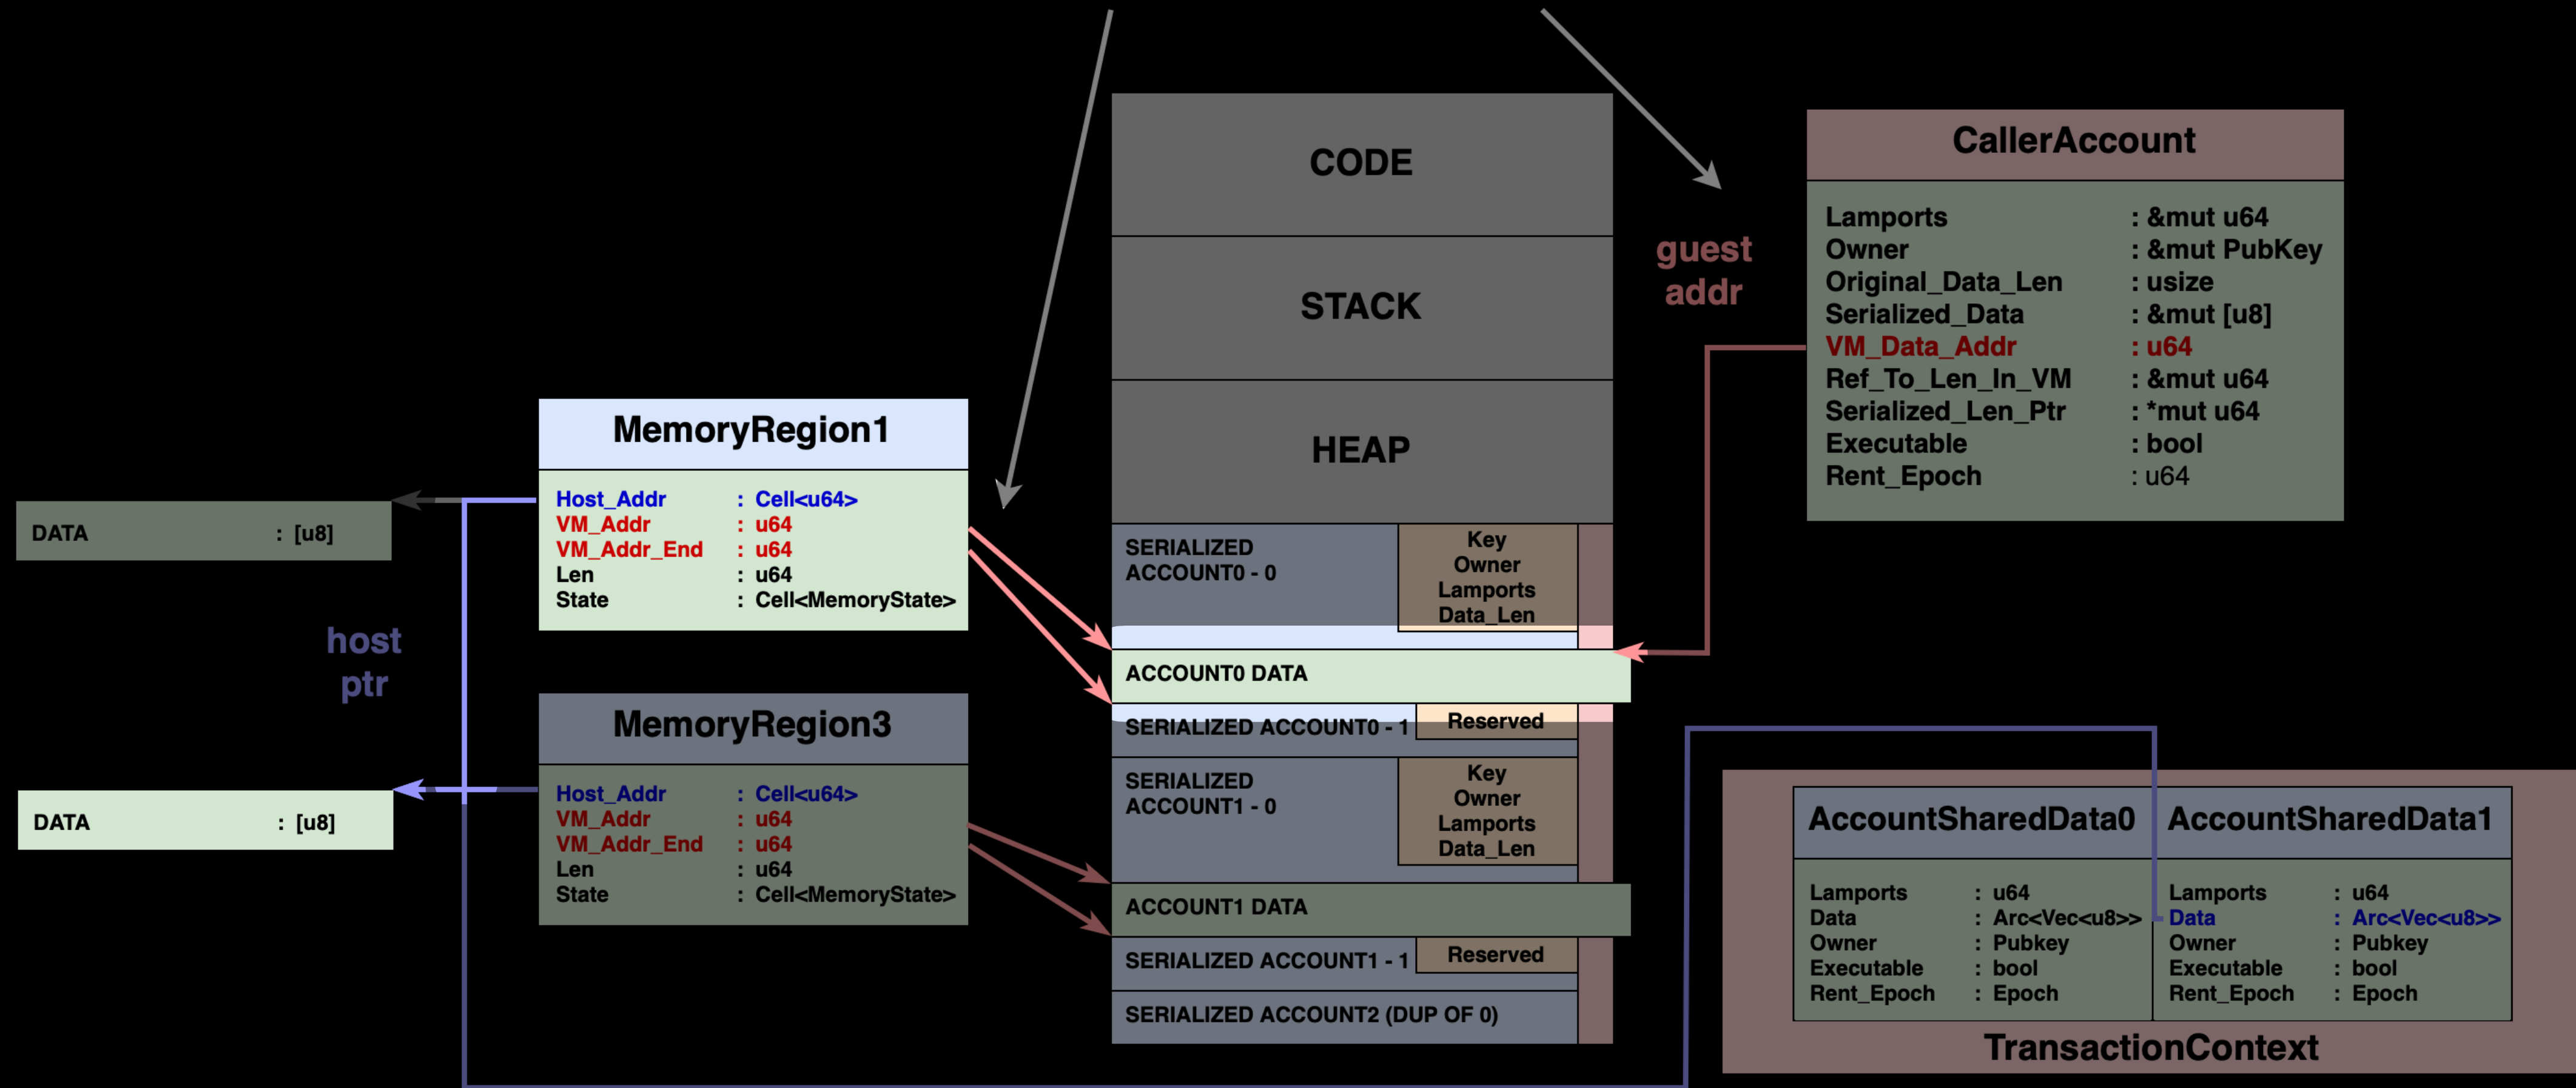 CODE
STACK
HEAP
guest
addr
CallerAccount
Lamports : &mut u64
Owner : &mut PubKey
Original_Data_Len : usize
Serialized_Data : &mut [u8]
VM_Data_Addr : u64
Ref_To_Len_In_VM : &mut u64
Serialized_Len_Ptr : *mut u64
Executable : bool
Rent_Epoch : u64
MemoryRegion1
Host_Addr : Cell<u64>
VM_Addr : u64
VM_Addr_End : u64
Len : u64
State : Cell<MemoryState>
DATA : [u8]
host
ptr
MemoryRegion3
Host_Addr : Cell<u64>
VM_Addr : u64
VM_Addr_End : u64
Len : u64
State : Cell<MemoryState>
DATA : [u8]
SERIALIZED
ACCOUNT0 - 0
Key
Owner
Lamports
Data_Len
ACCOUNT0 DATA
SERIALIZED ACCOUNT0 - 1
Reserved
SERIALIZED
ACCOUNT1 - 0
Key
Owner
Lamports
Data_Len
ACCOUNT1 DATA
SERIALIZED ACCOUNT1 - 1
Reserved
SERIALIZED ACCOUNT2 (DUP OF 0)
AccountSharedData0
Lamports : u64
Data : Arc<Vec<u8>>
Owner : Pubkey
Executable : bool
Rent_Epoch : Epoch
AccountSharedData1
Lamports : u64
Data : Arc<Vec<u8>>
Owner : Pubkey
Executable : bool
Rent_Epoch : Epoch
TransactionContext